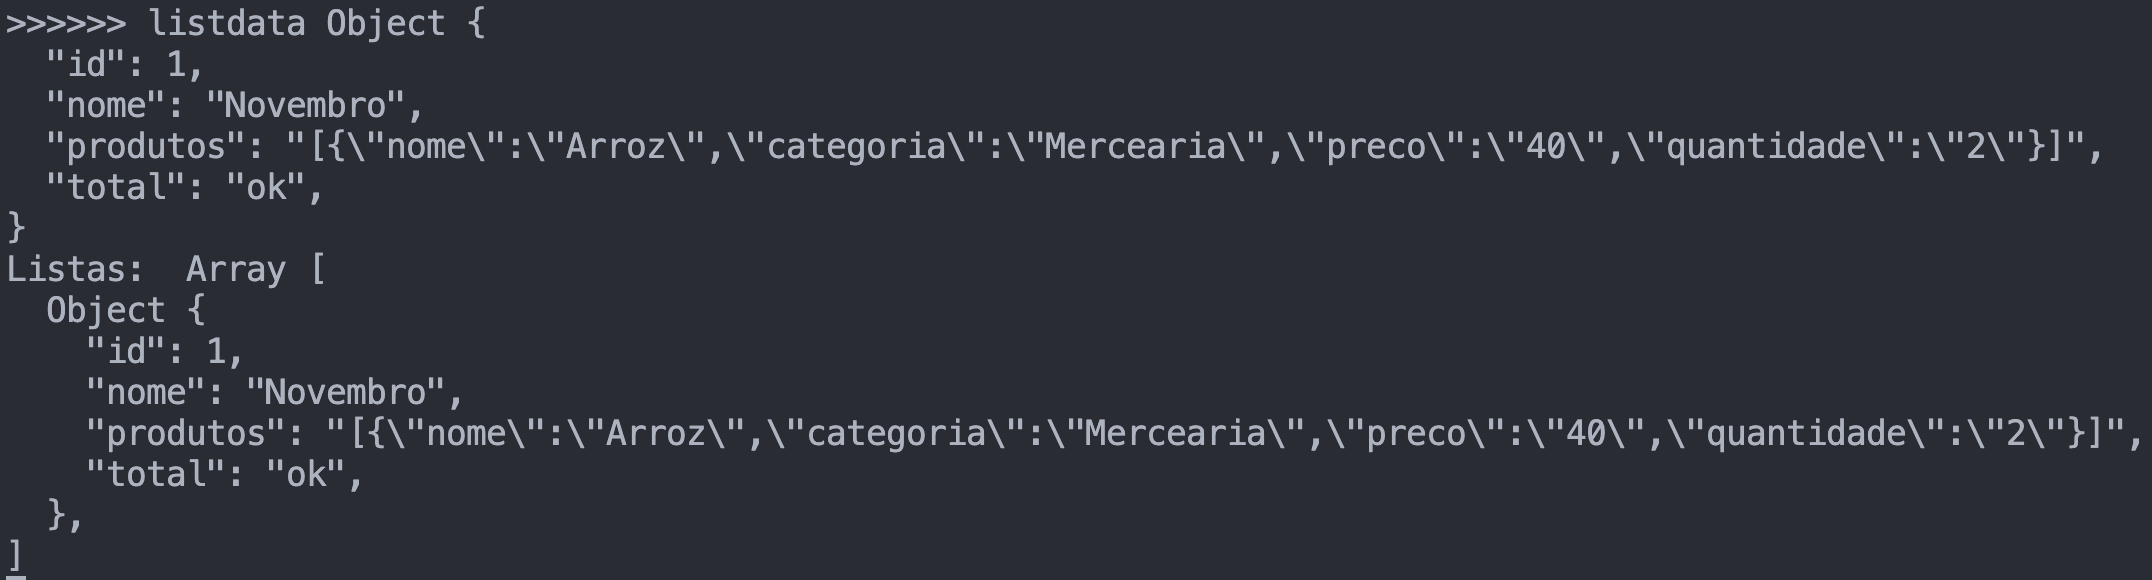 >>>>>> listdata Object {
  "id": 1,
  "nome": "Novembro",
  "produtos": "[{\"nome\":\"Arroz\",\"categoria\":\"Mercearia\",\"preco\":\"40\",\"quantidade\":\"2\"}]",
  "total": "ok",
}
Listas:  Array [
  Object {
    "id": 1,
    "nome": "Novembro",
    "produtos": "[{\"nome\":\"Arroz\",\"categoria\":\"Mercearia\",\"preco\":\"40\",\"quantidade\":\"2\"}]",
    "total": "ok",
  },
]